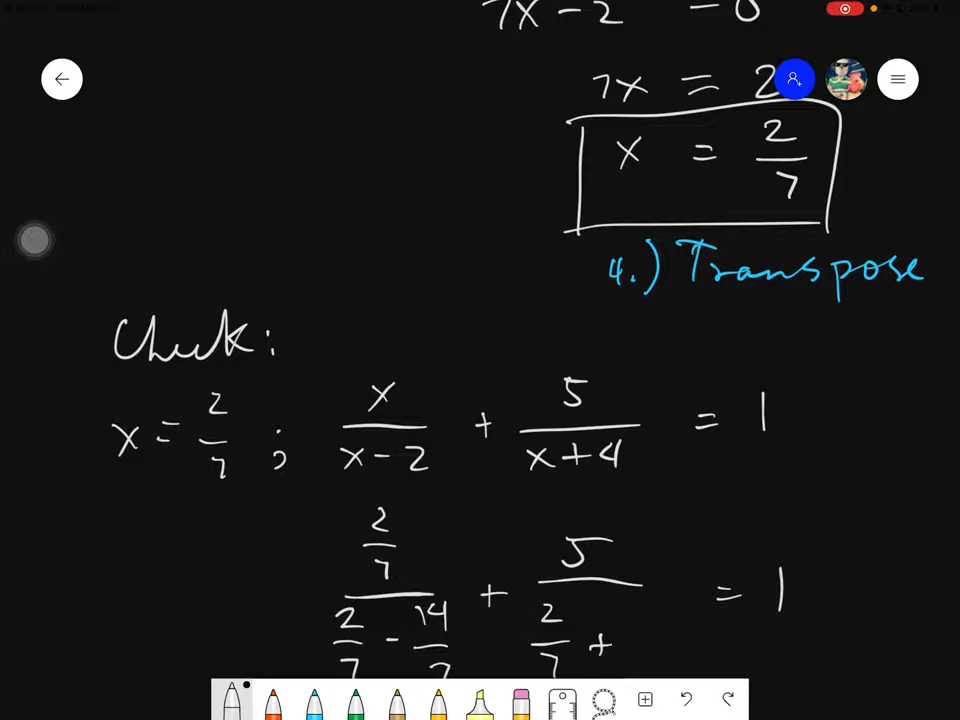 7x - 2 = 0
7x = 2
x = 2/7
4.) Transpose
Check:
x = 2/7 ; x/(x-2) + 5/(x+4) = 1
(2/7)/(2/7 - 14/7) + 5/(2/7 + = 1